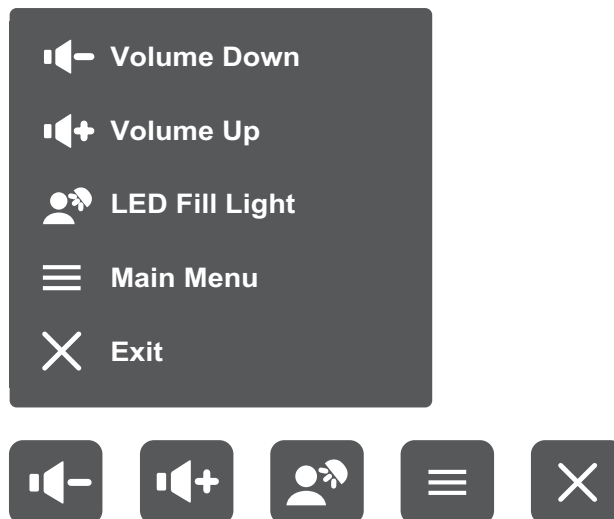 Volume Down
Volume Up
LED Fill Light
Main Menu
Exit